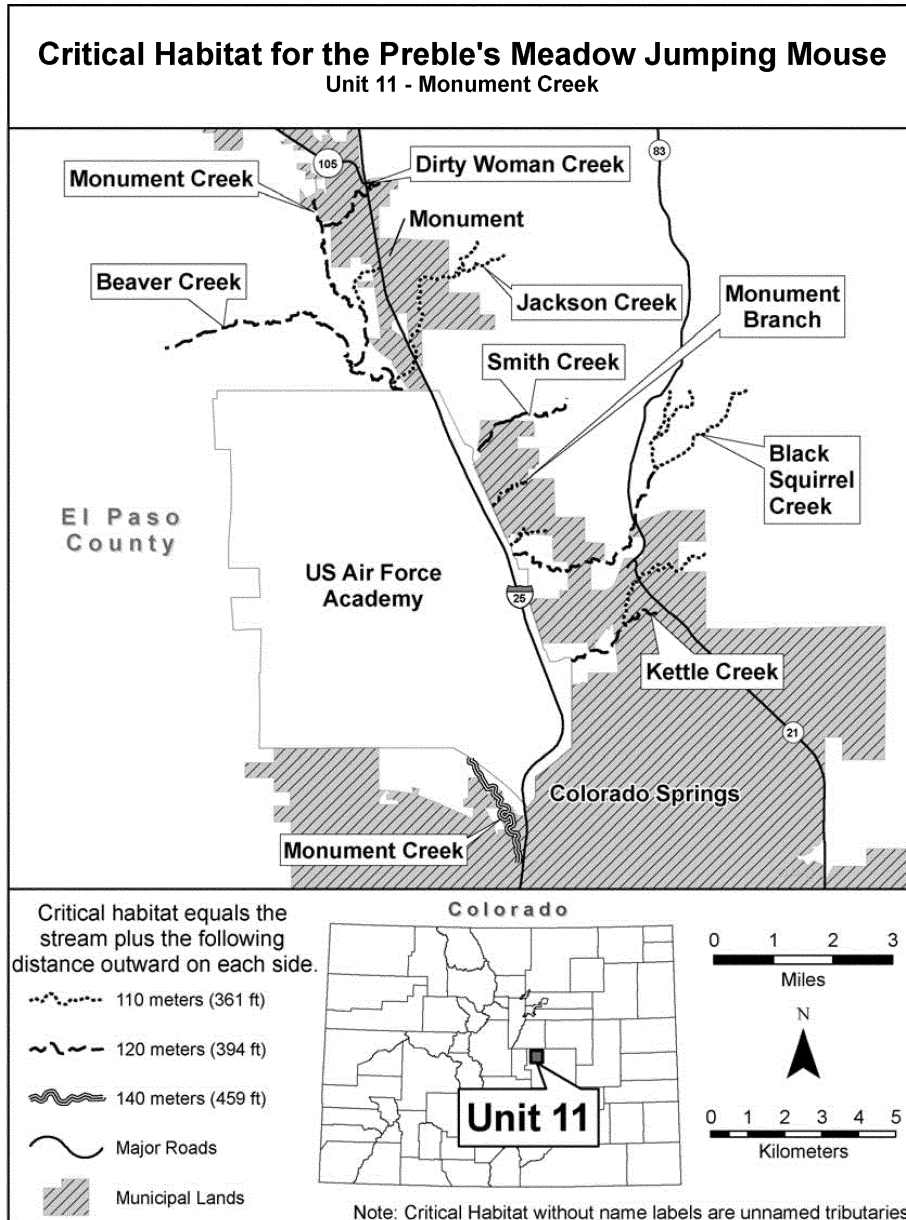 Critical Habitat for the Preble's Meadow Jumping Mouse
Unit 11 - Monument Creek
105
83
Dirty Woman Creek
Monument Creek
Monument
Beaver Creek
Jackson Creek
Monument
Branch
Smith Creek
Black
Squirrel
Creek
El Paso
County
US Air Force
Academy
25
Kettle Creek
21
Colorado Springs
Monument Creek
Critical habitat equals the
stream plus the following
distance outward on each side.
110 meters (361 ft)
120 meters (394 ft)
140 meters (459 ft)
Major Roads
Municipal Lands
Colorado
Unit 11
0 1 2 3
Miles
N
0 1 2 3 4 5
Kilometers
Note: Critical Habitat without name labels are unnamed tributaries